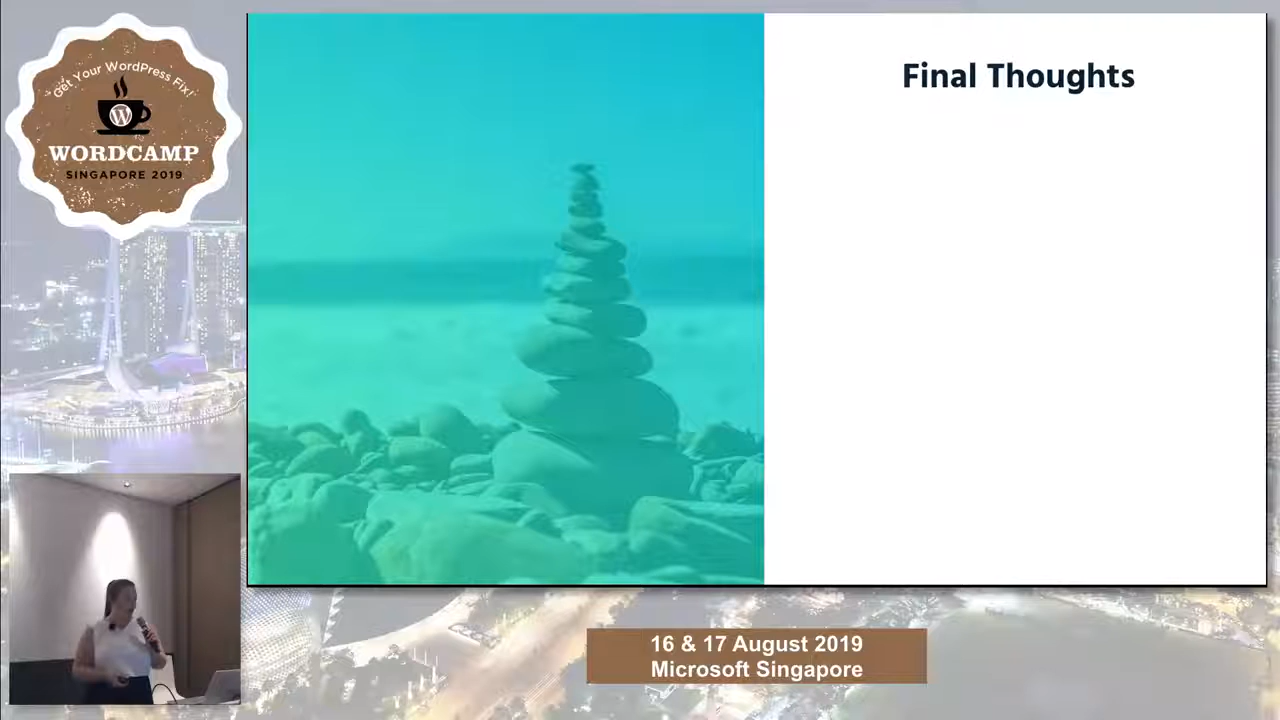 Get Your WordPress Fix!
W
WORDCAMP
SINGAPORE 2019
Final Thoughts
16 & 17 August 2019
Microsoft Singapore